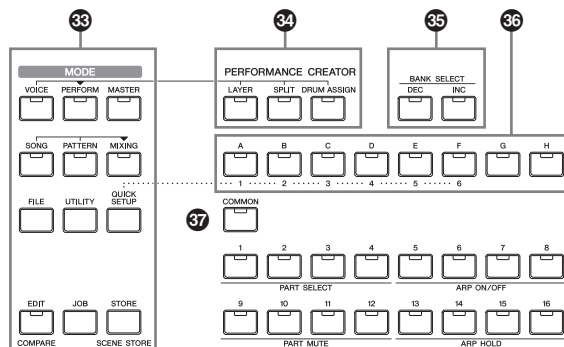 33 34 35 36
MODE
VOICE PERFORM MASTER
PERFORMANCE CREATOR
LAYER SPLIT DRUM ASSIGN
BANK SELECT
DEC INC
SONG PATTERN MIXING
A B C D E F G H
1 2 3 4 5 6
FILE UTILITY QUICK SETUP
37 COMMON
1 2 3 4 5 6 7 8
PART SELECT ARP ON/OFF
EDIT JOB STORE
9 10 11 12 13 14 15 16
COMPARE SCENE STORE
PART MUTE ARP HOLD